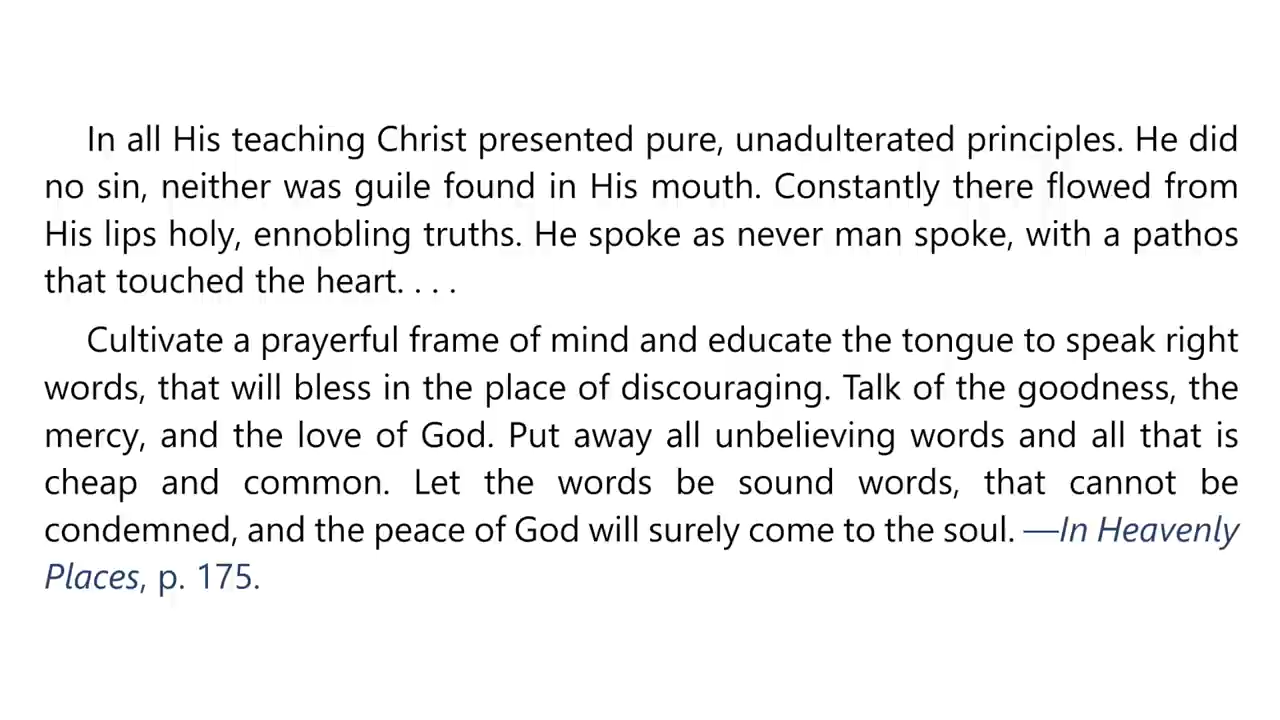 In all His teaching Christ presented pure, unadulterated principles. He did
no sin, neither was guile found in His mouth. Constantly there flowed from
His lips holy, ennobling truths. He spoke as never man spoke, with a pathos
that touched the heart. . . .
Cultivate a prayerful frame of mind and educate the tongue to speak right
words, that will bless in the place of discouraging. Talk of the goodness, the
mercy, and the love of God. Put away all unbelieving words and all that is
cheap and common. Let the words be sound words, that cannot be
condemned, and the peace of God will surely come to the soul. —In Heavenly
Places, p. 175.